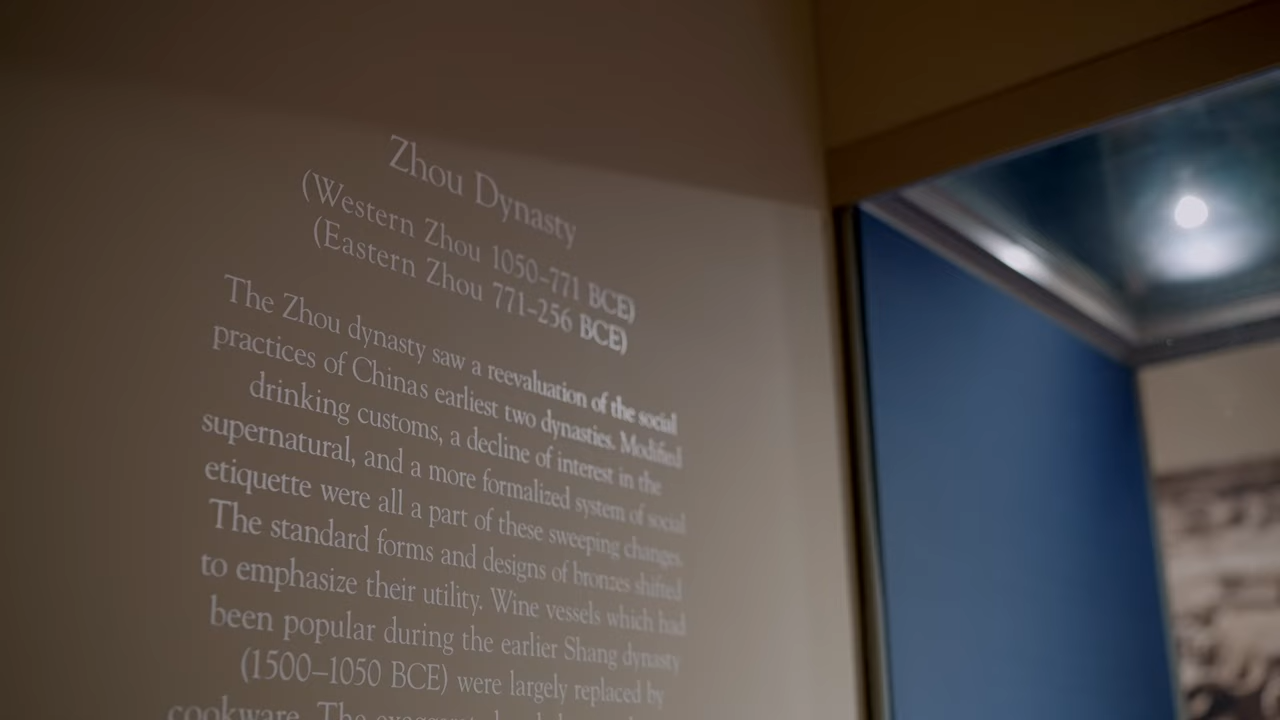 Zhou Dynasty
(Western Zhou 1050–771 BCE)
(Eastern Zhou 771–256 BCE)
The Zhou dynasty saw a reevaluation of the social
practices of Chinas earliest two dynasties. Modified
drinking customs, a decline of interest in the
supernatural, and a more formalized system of social
etiquette were all a part of these sweeping changes.
The standard forms and designs of bronzes shifted
to emphasize their utility. Wine vessels which had
been popular during the earlier Shang dynasty
(1500–1050 BCE) were largely replaced by
cookware. The